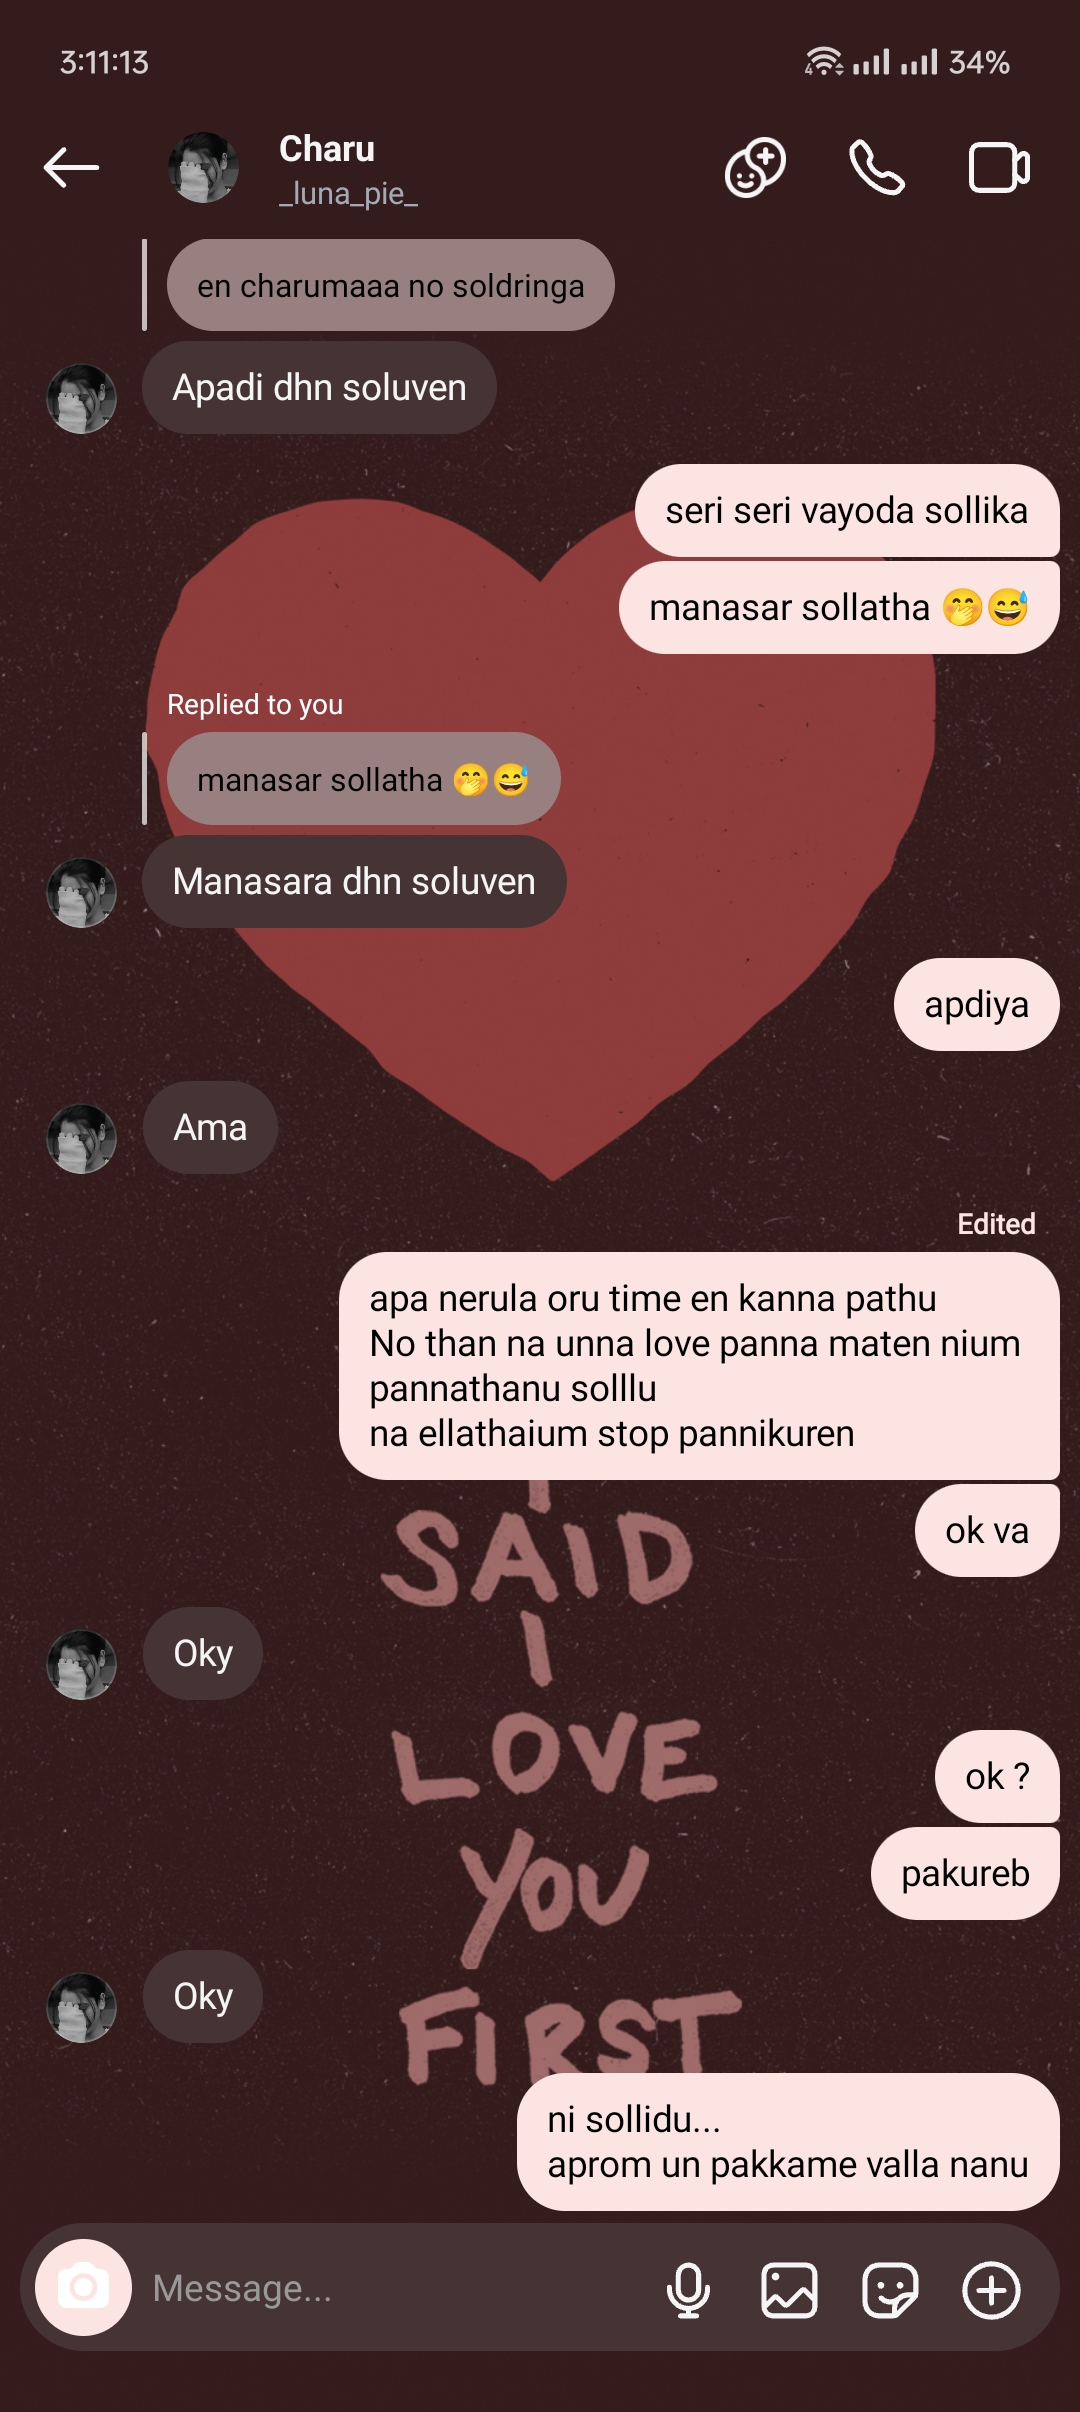 3:11:13
4
34%
Charu
_luna_pie_
en charumaaa no soldringa
Apadi dhn soluven
seri seri vayoda sollika
manasar sollatha 🤭😅
Replied to you
manasar sollatha 🤭😅
Manasara dhn soluven
apdiya
Ama
Edited
apa nerula oru time en kanna pathu
No than na unna love panna maten nium
pannathanu solllu
na ellathaium stop pannikuren
I
SAID
ok va
I
Oky
LOVE
ok ?
YOU
pakureb
Oky
FIRST
ni sollidu...
aprom un pakkame valla nanu
Message...